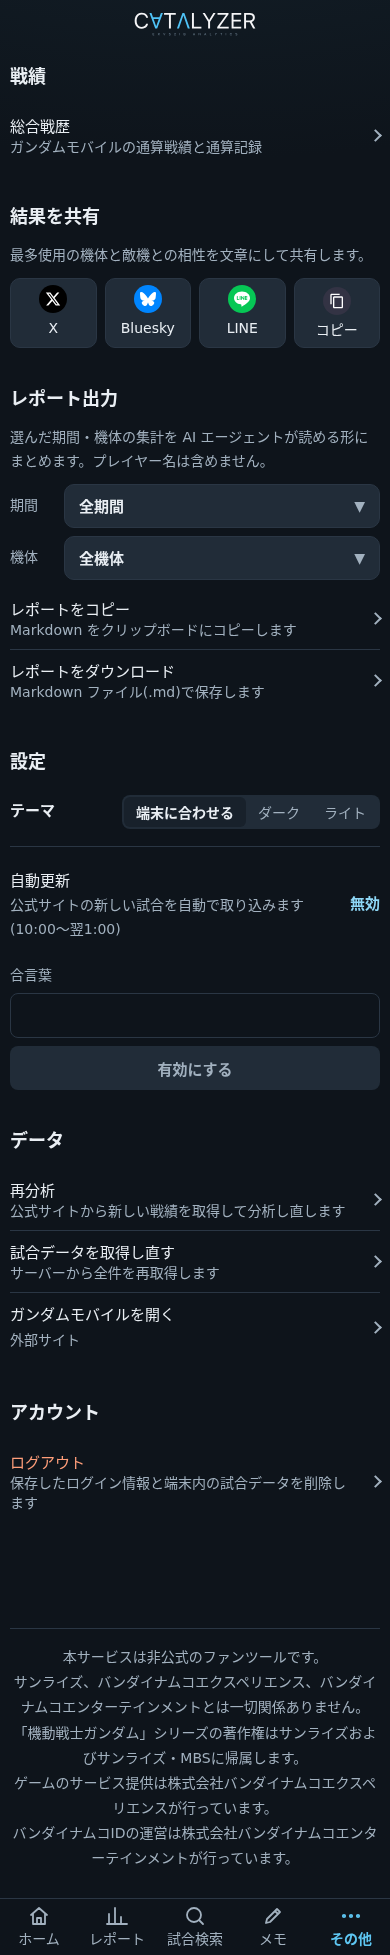 C∀TΛLYZER
戦績
総合戦歴
ガンダムモバイルの通算戦績と通算記録
結果を共有
最多使用の機体と敵機との相性を文章にして共有します。
X
Bluesky
LINE
コピー
レポート出力
選んだ期間・機体の集計を AI エージェントが読める形に
まとめます。プレイヤー名は含めません。
期間
全期間
▼
機体
全機体
▼
レポートをコピー
Markdown をクリップボードにコピーします
レポートをダウンロード
Markdown ファイル(.md)で保存します
設定
テーマ
端末に合わせる
ダーク
ライト
自動更新
公式サイトの新しい試合を自動で取り込みます
(10:00〜翌1:00)
無効
合言葉
有効にする
データ
再分析
公式サイトから新しい戦績を取得して分析し直します
試合データを取得し直す
サーバーから全件を再取得します
ガンダムモバイルを開く
外部サイト
アカウント
ログアウト
保存したログイン情報と端末内の試合データを削除し
ます
本サービスは非公式のファンツールです。
サンライズ、バンダイナムコエクスペリエンス、バンダイ
ナムコエンターテインメントとは一切関係ありません。
「機動戦士ガンダム」シリーズの著作権はサンライズおよ
びサンライズ・MBSに帰属します。
ゲームのサービス提供は株式会社バンダイナムコエクスペ
リエンスが行っています。
バンダイナムコIDの運営は株式会社バンダイナムコエンタ
ーテインメントが行っています。
ホーム
レポート
試合検索
メモ
その他